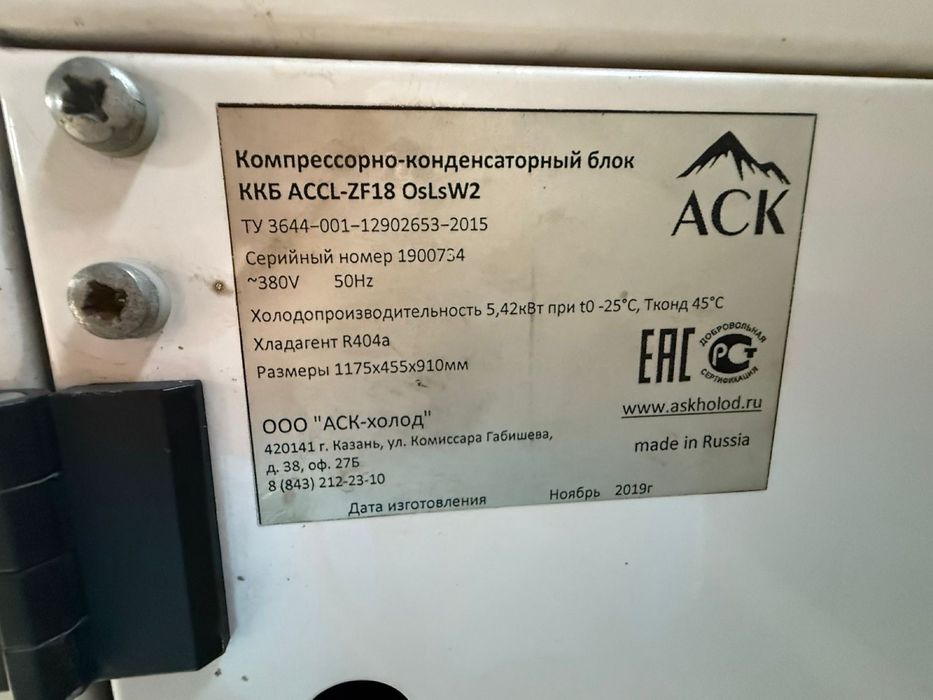 Компрессорно-конденсаторный блок
ККБ ACCL-ZF18 OsLsW2
АСК
ТУ 3644–001–12902653–2015
Серийный номер 1900734
~380V 50Hz
Холодопроизводительность 5,42кВт при t0 -25°C, Тконд 45°C
Хладагент R404a
Размеры 1175х455х910мм
ЕАС
ДОБРОВОЛЬНАЯ
РСТ
СЕРТИФИКАЦИЯ
www.askholod.ru
made in Russia
ООО "АСК-холод"
420141 г. Казань, ул. Комиссара Габишева,
д. 38, оф. 27Б
8 (843) 212-23-10
Дата изготовления Ноябрь 2019г